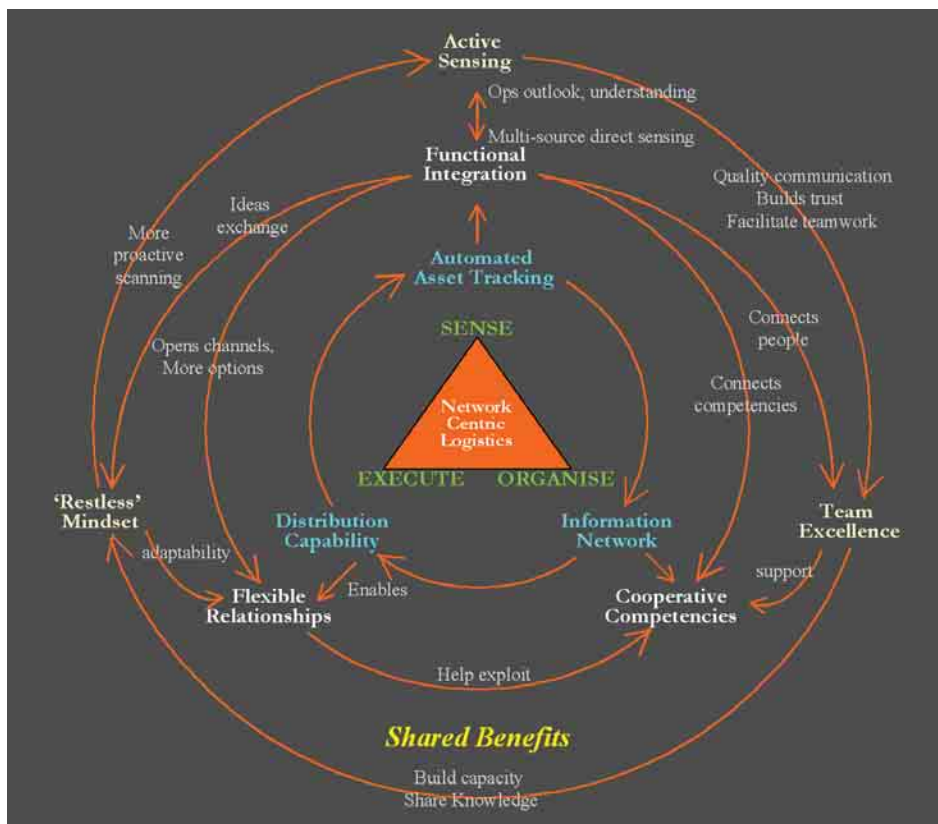 Active
Sensing
Ops outlook, understanding
Multi-source direct sensing
Functional
Integration
Quality communication
Builds trust
Facilitate teamwork
Ideas
exchange
More
proactive
scanning
Automated
Asset Tracking
SENSE
Connects
people
Opens channels,
More options
Connects
competencies
Network
Centric
Logistics
EXECUTE
ORGANISE
'Restless'
Mindset
Distribution
Capability
Information
Network
Team
Excellence
adaptability
Enables
support
Flexible
Relationships
Cooperative
Competencies
Help exploit
Shared Benefits
Build capacity
Share Knowledge